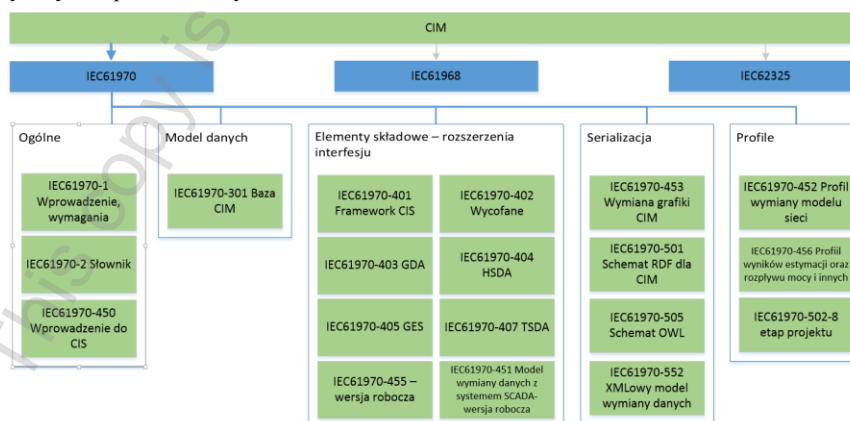 CIM
IEC61970
IEC61968
IEC62325
Ogólne
IEC61970-1
Wprowadzenie,
wymagania
IEC61970-2 Słownik
IEC61970-450
Wprowadzenie do
CIS
Model danych
IEC61970-301 Baza
CIM
Elementy składowe – rozszerzenia
interfesju
IEC61970-401
Framework CIS
IEC61970-402
Wycofane
IEC61970-403 GDA
IEC61970-404
HSDA
IEC61970-405 GES
IEC61970-407 TSDA
IEC61970-455 –
wersja robocza
IEC61970-451 Model
wymiany danych z
systemem SCADA-
wersja robocza
Serializacja
IEC61970-453
Wymiana grafiki
CIM
IEC61970-501
Schemat RDF dla
CIM
IEC61970-505
Schemat OWL
IEC61970-552
XMLowy model
wymiany danych
Profile
IEC61970-452 Profil
wymiany modelu
sieci
IEC61970-456 Profiil
wyników estymacji oraz
rozpływu mocy i innych
IEC61970-502-8
etap projektu
This copy is